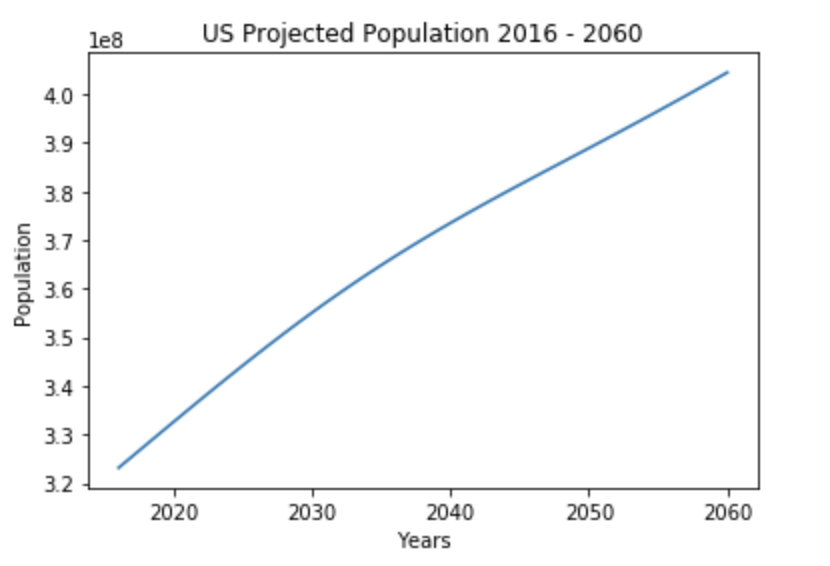 US Projected Population 2016 - 2060
1e8
4.0
3.9
3.8
3.7
3.6
3.5
3.4
3.3
3.2
Population
2020 2030 2040 2050 2060
Years